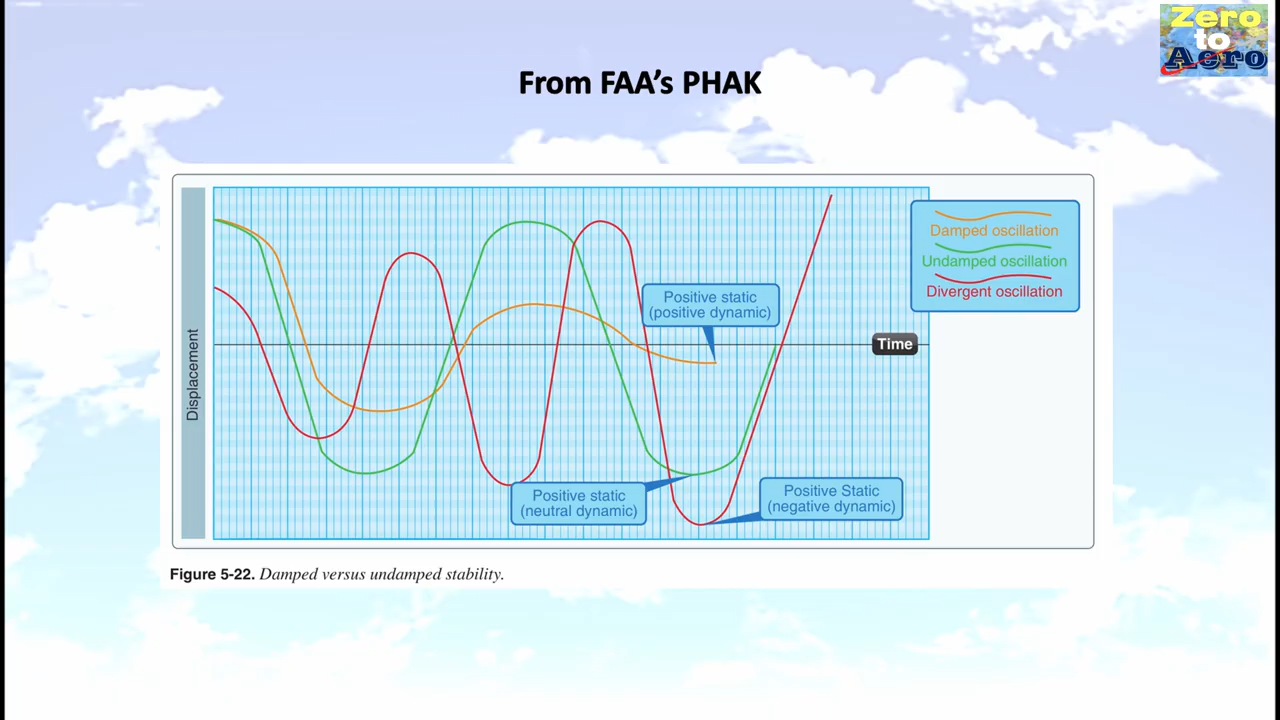 Zero
to
Aero
From FAA's PHAK
Displacement
Damped oscillation
Undamped oscillation
Divergent oscillation
Positive static
(positive dynamic)
Time
Positive static
(neutral dynamic)
Positive Static
(negative dynamic)
Figure 5-22. Damped versus undamped stability.